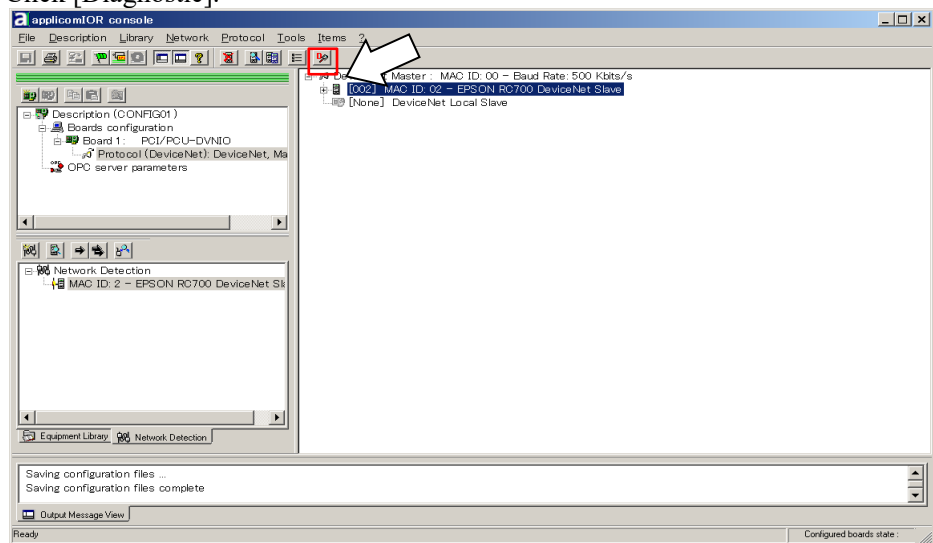 Click [Diagnostic].
applicomIOR console
File Description Library Network Protocol Tools Items ?
Description (CONFIG01)
Boards configuration
Board 1: PCI/PCU-DVNIO
Protocol (DeviceNet): DeviceNet, Ma
OPC server parameters
Master : MAC ID: 00 - Baud Rate: 500 Kbits/s
[002] MAC ID: 02 - EPSON RC700 DeviceNet Slave
[None] DeviceNet Local Slave
Network Detection
MAC ID: 2 - EPSON RC700 DeviceNet Sla
Equipment Library Network Detection
Saving configuration files ...
Saving configuration files complete
Output Message View
Ready Configured boards state :